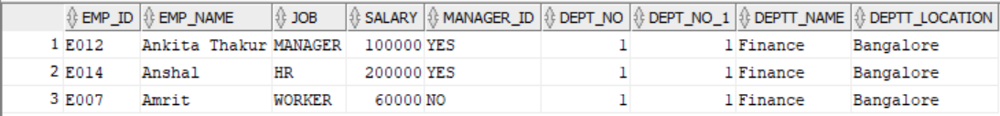 EMP_ID EMP_NAME JOB SALARY MANAGER_ID DEPT_NO DEPT_NO_1 DEPTT_NAME DEPTT_LOCATION
1 E012 Ankita Thakur MANAGER 100000 YES 1 1 Finance Bangalore
2 E014 Anshal HR 200000 YES 1 1 Finance Bangalore
3 E007 Amrit WORKER 60000 NO 1 1 Finance Bangalore